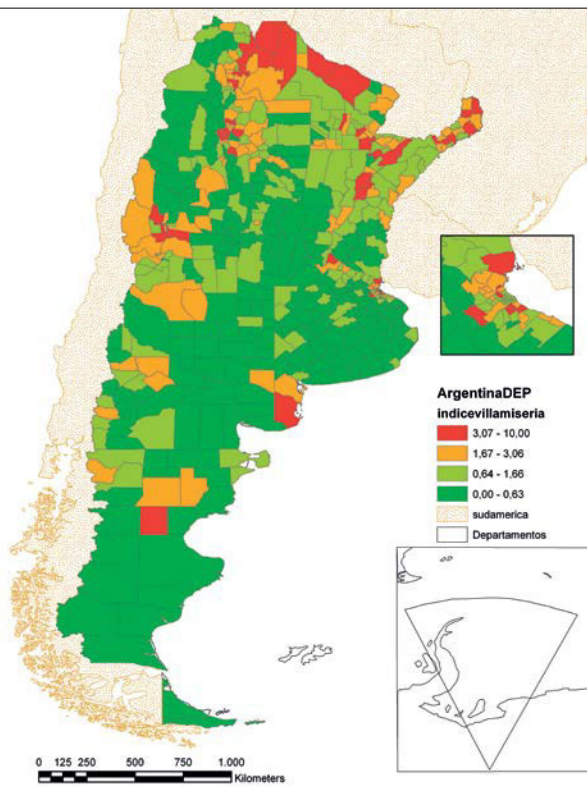 ArgentinaDEP
indicevillamiseria
3,07 - 10,00
1,67 - 3,06
0,64 - 1,66
0,00 - 0,63
sudamerica
Departamentos
0 125 250 500 750 1.000
Kilometers